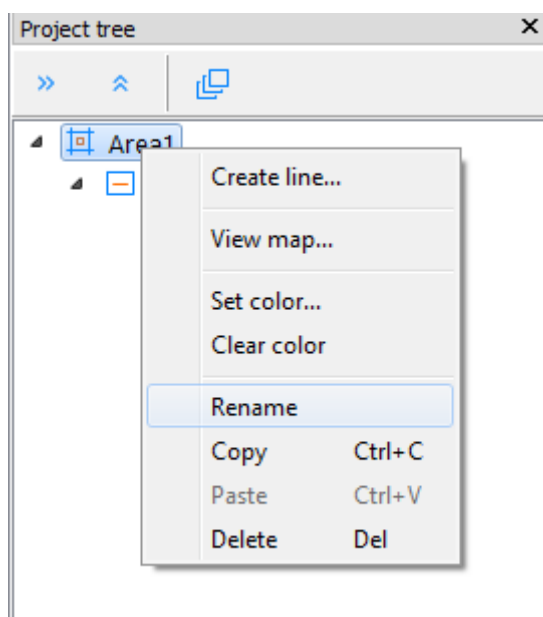 Project tree
Area1
Create line...
View map...
Set color...
Clear color
Rename
Copy Ctrl+C
Paste Ctrl+V
Delete Del